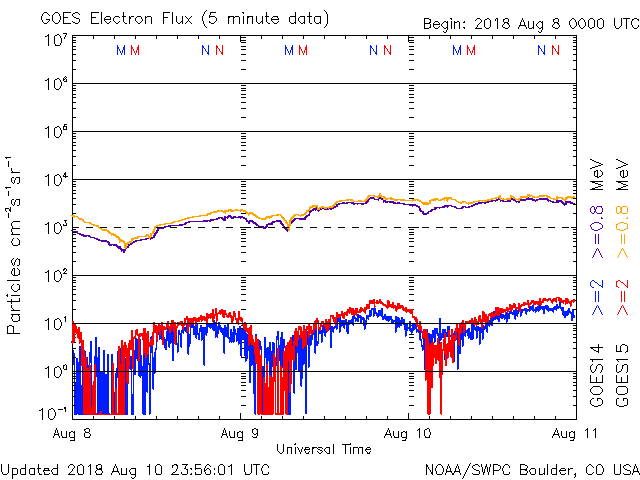 GOES Electron Flux (5 minute data)
Begin: 2018 Aug 8 0000 UTC
M M N N M M N N M M N N
10⁷
10⁶
10⁵
10⁴
10³
10²
10¹
10⁰
10⁻¹
Particles cm⁻²s⁻¹sr⁻¹
Aug 8 Aug 9 Aug 10 Aug 11
Universal Time
GOES14 >=2 >=0.8 MeV
GOES15 >=2 >=0.8 MeV
Updated 2018 Aug 10 23:56:01 UTC
NOAA/SWPC Boulder, CO USA